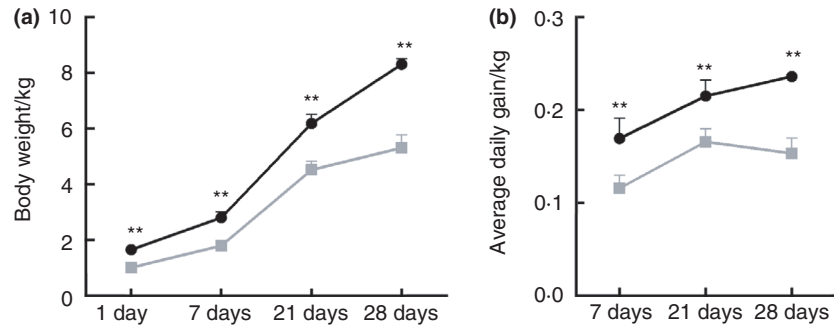 (a)
10
8
6
4
2
0
Body weight/kg
**
**
**
**
1 day
7 days
21 days
28 days
(b)
0·3
0·2
0·1
0·0
Average daily gain/kg
**
**
**
7 days
21 days
28 days